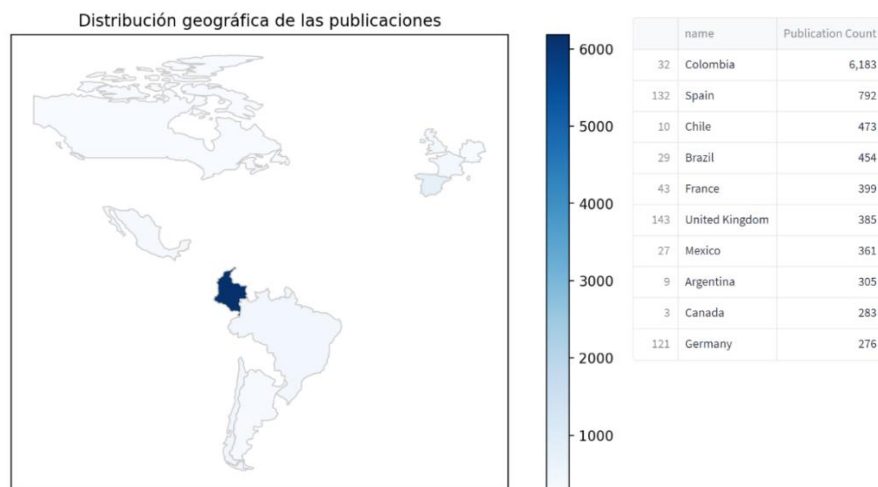 Distribución geográfica de las publicaciones
6000
5000
4000
3000
2000
1000
name Publication Count
32 Colombia 6,183
132 Spain 792
10 Chile 473
29 Brazil 454
43 France 399
143 United Kingdom 385
27 Mexico 361
9 Argentina 305
3 Canada 283
121 Germany 276